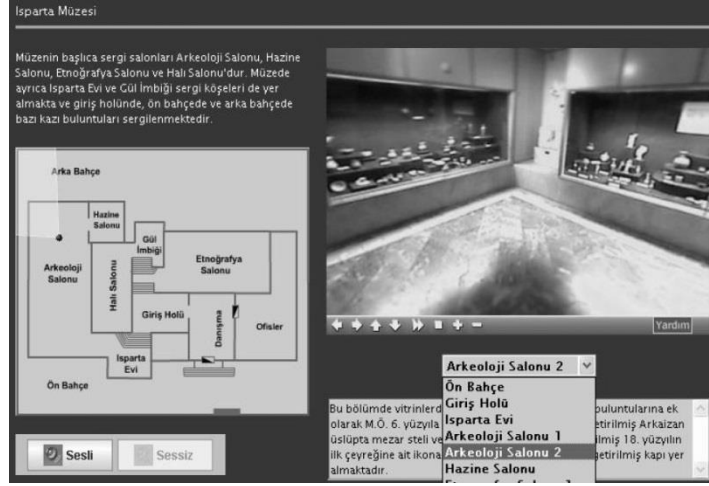 Isparta Müzesi
Müzenin başlıca sergi salonları Arkeoloji Salonu, Hazine
Salonu, Etnoğrafya Salonu ve Halı Salonu'dur. Müzede
ayrıca Isparta Evi ve Gül İmbiği sergi köşeleri de yer
almakta ve giriş holünde, ön bahçede ve arka bahçede
bazı kazı buluntuları sergilenmektedir.
Arka Bahçe
Hazine
Salonu
Gül
İmbiği
Arkeoloji
Salonu
Halı Salonu
Etnoğrafya
Salonu
Giriş Holü
Danışma
Ofisler
Isparta
Evi
Ön Bahçe
Sesli
Sessiz
Yardım
Arkeoloji Salonu 2
Ön Bahçe
Giriş Holü
Isparta Evi
Arkeoloji Salonu 1
Arkeoloji Salonu 2
Hazine Salonu
Bu bölümde vitrinlerd buluntularına ek
olarak M.Ö. 6. yüzyıla etirilmiş Arkaizan
üslüpta mezar steli ve ilmiş 18. yüzyılın
ilk çeyreğine ait ikona getirilmiş kapı yer
almaktadır.